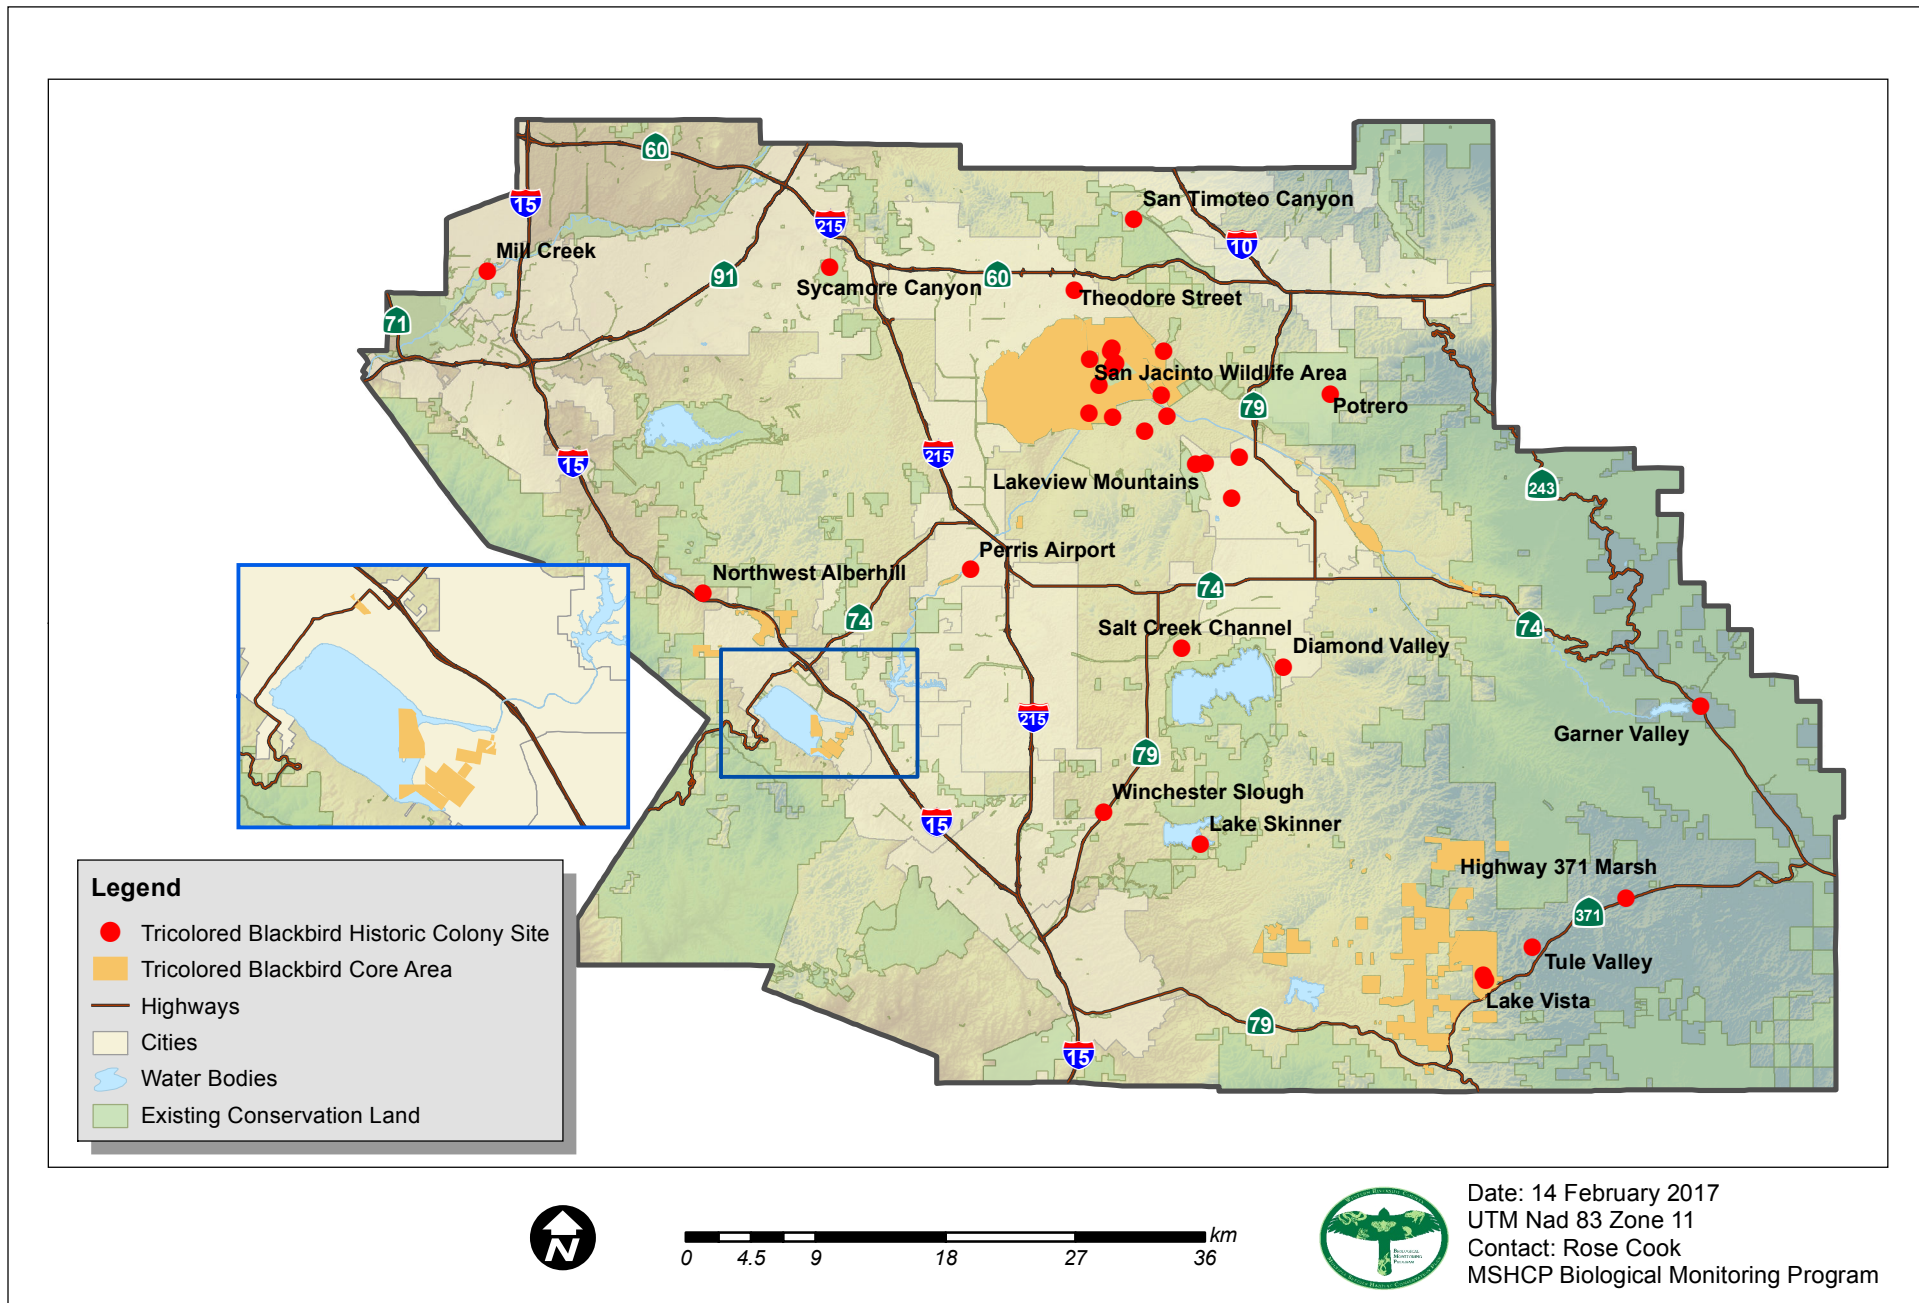 60
15
San Timoteo Canyon
215
10
Mill Creek
91
Sycamore Canyon
60
Theodore Street
71
San Jacinto Wildlife Area
79
Potrero
15
215
Lakeview Mountains
243
Perris Airport
Northwest Alberhill
74
74
74
Salt Creek Channel
Diamond Valley
215
Garner Valley
79
Winchester Slough
15
Lake Skinner
Highway 371 Marsh
371
Tule Valley
Lake Vista
79
15
Legend
Tricolored Blackbird Historic Colony Site
Tricolored Blackbird Core Area
Highways
Cities
Water Bodies
Existing Conservation Land
N
km
0 4.5 9 18 27 36
BIOLOGICAL
MONITORING
PROGRAM
Date: 14 February 2017
UTM Nad 83 Zone 11
Contact: Rose Cook
MSHCP Biological Monitoring Program